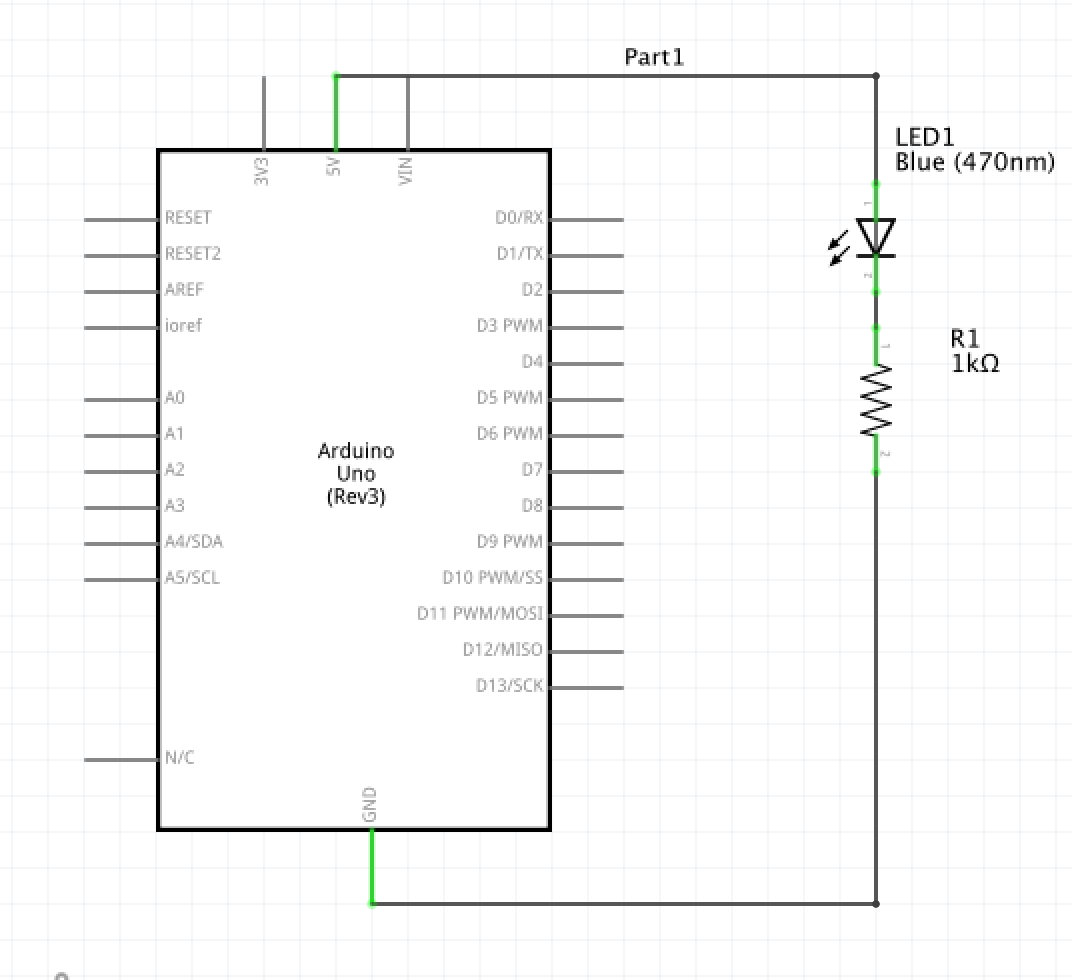 Part1
LED1
Blue (470nm)
3V3
5V
VIN
RESET
D0/RX
RESET2
D1/TX
AREF
D2
ioref
D3 PWM
D4
A0
D5 PWM
A1
D6 PWM
A2
D7
A3
D8
A4/SDA
D9 PWM
A5/SCL
D10 PWM/SS
D11 PWM/MOSI
D12/MISO
D13/SCK
Arduino
Uno
(Rev3)
N/C
GND
1
2
R1
1kΩ
1
2